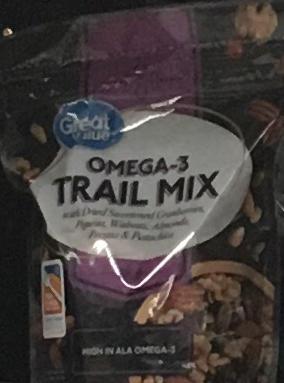 Great
Value
OMEGA-3
TRAIL MIX
with Dried Sweetened Cranberries,
Pepitas, Walnuts, Almonds,
Pecans & Pistachios
HIGH IN ALA OMEGA-3